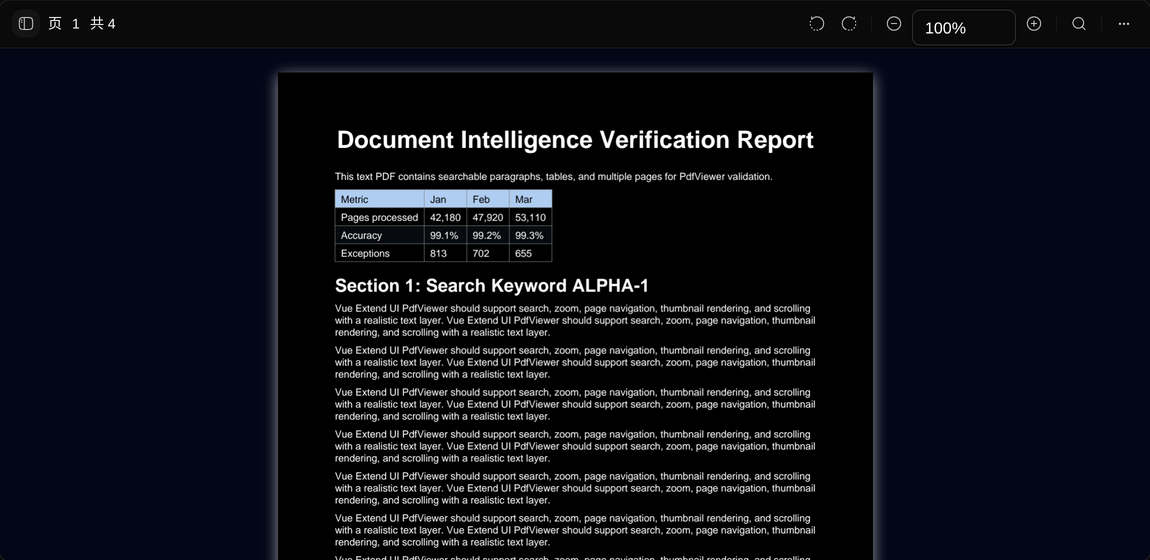 页 1 共 4
100%
Document Intelligence Verification Report
This text PDF contains searchable paragraphs, tables, and multiple pages for PdfViewer validation.
Metric Jan Feb Mar
Pages processed 42,180 47,920 53,110
Accuracy 99.1% 99.2% 99.3%
Exceptions 813 702 655
Section 1: Search Keyword ALPHA-1
Vue Extend UI PdfViewer should support search, zoom, page navigation, thumbnail rendering, and scrolling
with a realistic text layer. Vue Extend UI PdfViewer should support search, zoom, page navigation, thumbnail
rendering, and scrolling with a realistic text layer.
Vue Extend UI PdfViewer should support search, zoom, page navigation, thumbnail rendering, and scrolling
with a realistic text layer. Vue Extend UI PdfViewer should support search, zoom, page navigation, thumbnail
rendering, and scrolling with a realistic text layer.
Vue Extend UI PdfViewer should support search, zoom, page navigation, thumbnail rendering, and scrolling
with a realistic text layer. Vue Extend UI PdfViewer should support search, zoom, page navigation, thumbnail
rendering, and scrolling with a realistic text layer.
Vue Extend UI PdfViewer should support search, zoom, page navigation, thumbnail rendering, and scrolling
with a realistic text layer. Vue Extend UI PdfViewer should support search, zoom, page navigation, thumbnail
rendering, and scrolling with a realistic text layer.
Vue Extend UI PdfViewer should support search, zoom, page navigation, thumbnail rendering, and scrolling
with a realistic text layer. Vue Extend UI PdfViewer should support search, zoom, page navigation, thumbnail
rendering, and scrolling with a realistic text layer.
Vue Extend UI PdfViewer should support search, zoom, page navigation, thumbnail rendering, and scrolling
with a realistic text layer. Vue Extend UI PdfViewer should support search, zoom, page navigation, thumbnail
rendering, and scrolling with a realistic text layer.